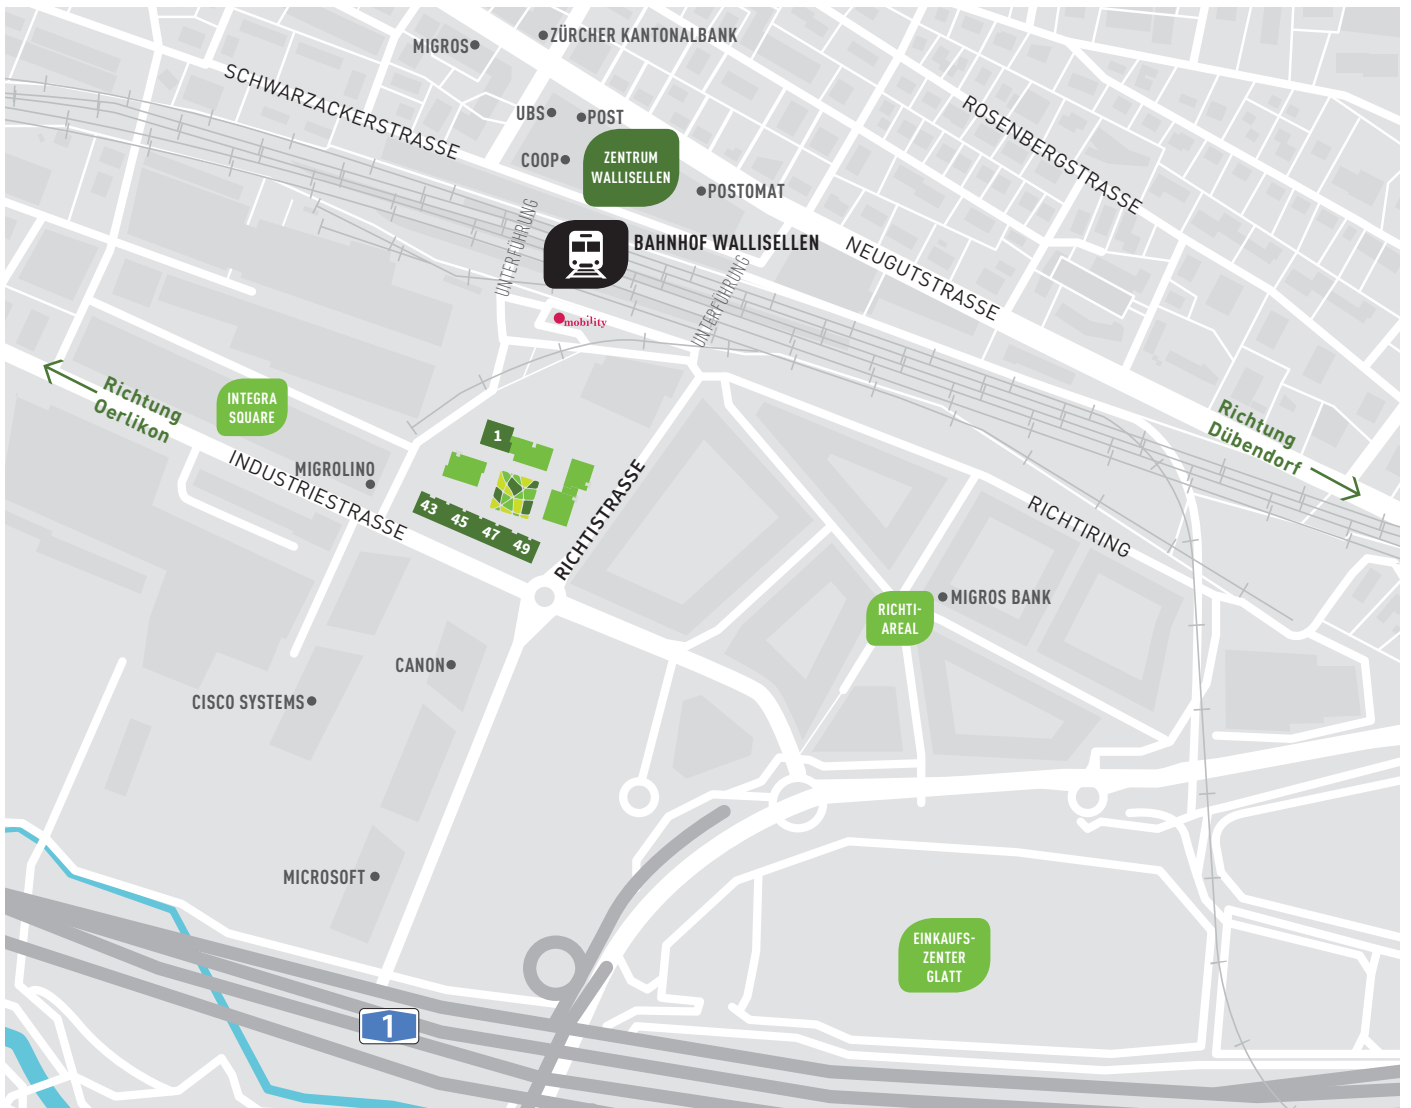 ZÜRCHER KANTONALBANK
MIGROS
SCHWARZACKERSTRASSE
UBS
POST
COOP
ZENTRUM
WALLISELLEN
POSTOMAT
ROSENBERGSTRASSE
UNTERFÜHRUNG
BAHNHOF WALLISELLEN
NEUGUTSTRASSE
UNTERFÜHRUNG
mobility
Richtung
Oerlikon
INTEGRA
SQUARE
Richtung
Dübendorf
1
MIGROLINO
INDUSTRIESTRASSE
43
45
47
49
RICHTISTRASSE
RICHTIRING
RICHTI-
AREAL
MIGROS BANK
CANON
CISCO SYSTEMS
MICROSOFT
EINKAUFS-
ZENTER
GLATT
1